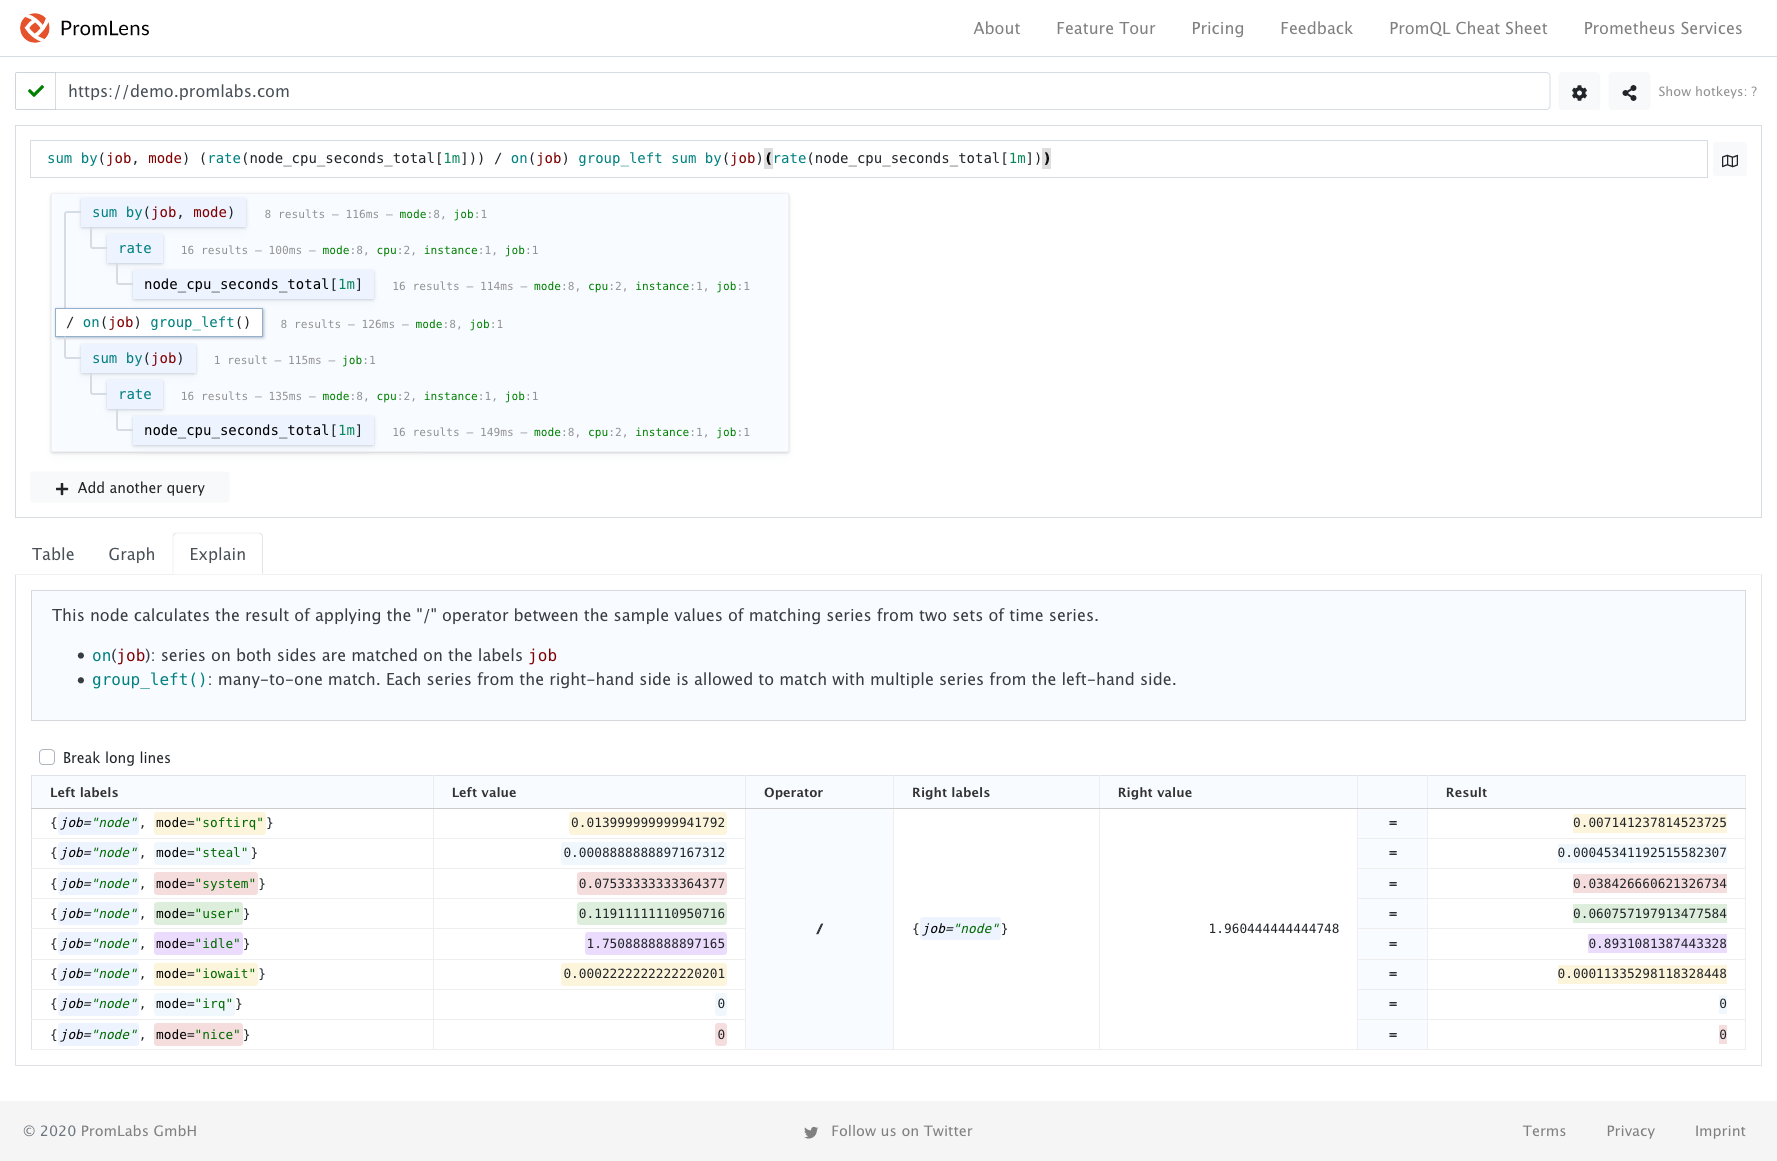 PromLens
About Feature Tour Pricing Feedback PromQL Cheat Sheet Prometheus Services
https://demo.promlabs.com
Show hotkeys: ?
sum by(job, mode) (rate(node_cpu_seconds_total[1m])) / on(job) group_left sum by(job)(rate(node_cpu_seconds_total[1m]))
sum by(job, mode) 8 results – 116ms – mode:8, job:1
rate 16 results – 100ms – mode:8, cpu:2, instance:1, job:1
node_cpu_seconds_total[1m] 16 results – 114ms – mode:8, cpu:2, instance:1, job:1
/ on(job) group_left() 8 results – 126ms – mode:8, job:1
sum by(job) 1 result – 115ms – job:1
rate 16 results – 135ms – mode:8, cpu:2, instance:1, job:1
node_cpu_seconds_total[1m] 16 results – 149ms – mode:8, cpu:2, instance:1, job:1
Add another query
Table Graph Explain
This node calculates the result of applying the "/" operator between the sample values of matching series from two sets of time series.
• on(job): series on both sides are matched on the labels job
• group_left(): many-to-one match. Each series from the right-hand side is allowed to match with multiple series from the left-hand side.
Break long lines
Left labels Left value Operator Right labels Right value Result
{job="node", mode="softirq"} 0.013999999999941792 = 0.007141237814523725
{job="node", mode="steal"} 0.0008888888897167312 = 0.00045341192515582307
{job="node", mode="system"} 0.07533333333364377 = 0.038426660621326734
{job="node", mode="user"} 0.11911111110950716 = 0.060757197913477584
/ {job="node"} 1.960444444444748
{job="node", mode="idle"} 1.7508888888897165 = 0.8931081387443328
{job="node", mode="iowait"} 0.0002222222222220201 = 0.00011335298118328448
{job="node", mode="irq"} 0 = 0
{job="node", mode="nice"} 0 = 0
© 2020 PromLabs GmbH Follow us on Twitter Terms Privacy Imprint